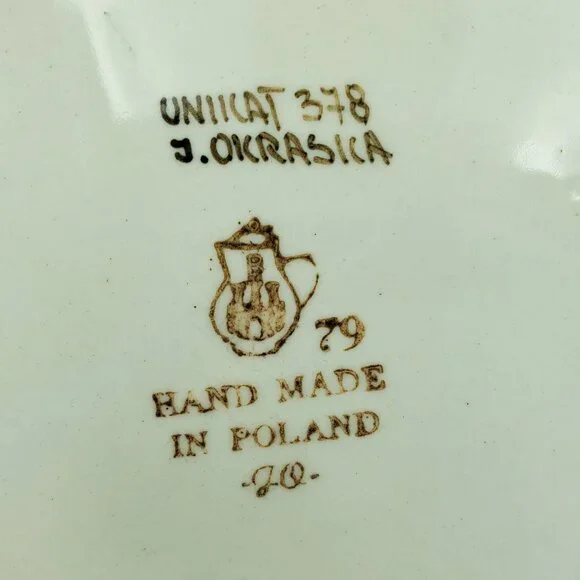 UNIKAT 378
J. OKRASKA
79
HAND MADE
IN POLAND
-JO-